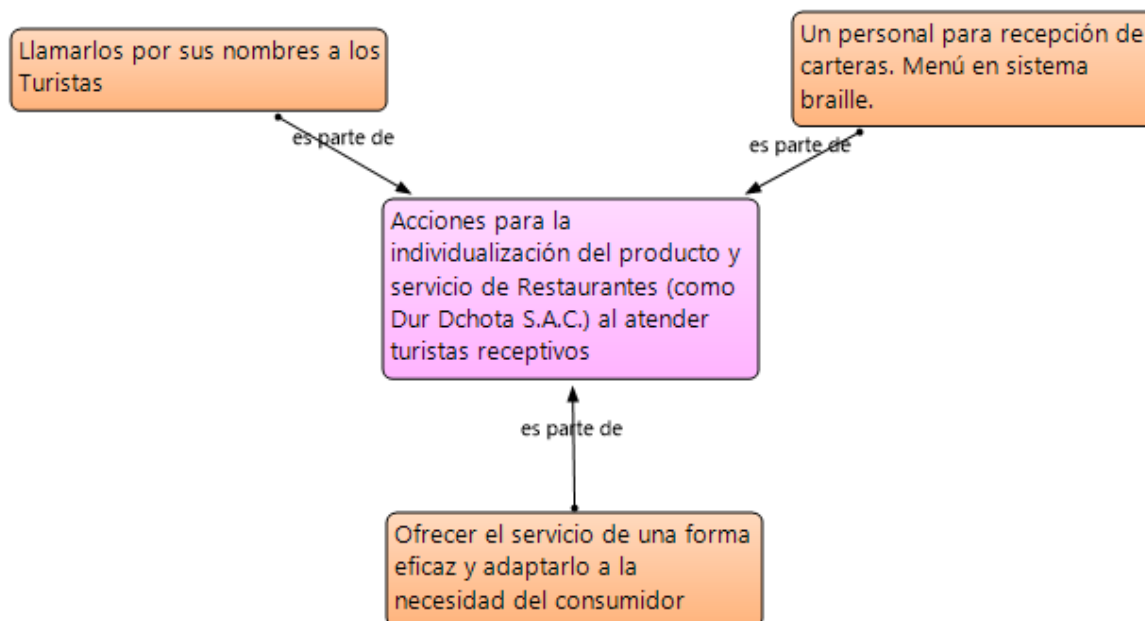 Llamarlos por sus nombres a los
Turistas
Un personal para recepción de
carteras. Menú en sistema
braille.
es parte de
es parte de
Acciones para la
individualización del producto y
servicio de Restaurantes (como
Dur Dchota S.A.C.) al atender
turistas receptivos
es parte de
Ofrecer el servicio de una forma
eficaz y adaptarlo a la
necesidad del consumidor